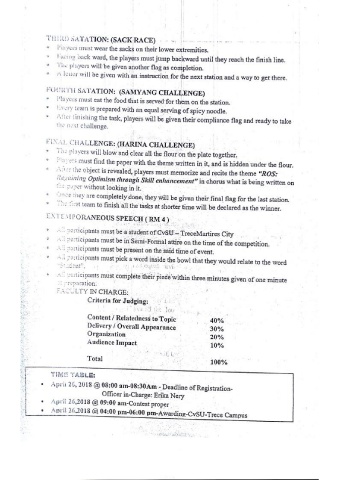 THIRD SATATION: (SACK RACE)
• Players must wear the sacks on their lower extremities.
• Facing back ward, the players must jump backward until they reach the finish line.
• The players will be given another flag as completion.
• A letter will be given with an instruction for the next station and a way to get there.
FOURTH SATATION: (SAMYANG CHALLENGE)
• Players must eat the food that is served for them on the station.
• Every team is prepared with an equal serving of spicy noodle.
• After finishing the task, players will be given their compliance flag and ready to take
the next challenge.
FINAL CHALLENGE: (HARINA CHALLENGE)
• The players will blow and clear all the flour on the plate together.
• Players must find the paper with the theme written in it, and is hidden under the flour.
• After the object is revealed, players must memorize and recite the theme "ROS:
Regaining Optimism through Skill enhancement" in chorus what is being written on
the paper without looking in it.
• Once they are completely done, they will be given their final flag for the last station.
• The first team to finish all the tasks at shorter time will be declared as the winner.
EXTEMPORANEOUS SPEECH ( RM 4 )
• All participants must be a student of CvSU – TreceMartires City
• All participants must be in Semi-Formal attire on the time of the competition.
• All participants must be present on the said time of event.
• All participants must pick a word inside the bowl that they would relate to the word
"student".
• All participants must complete their piece within three minutes given of one minute
preparation.
FACULTY IN CHARGE:
Criteria for Judging:
Content / Relatedness to Topic 40%
Delivery / Overall Appearance 30%
Organization 20%
Audience Impact 10%
Total 100%
TIME TABLE:
• April 26, 2018 @ 08:00 am-08:30Am - Deadline of Registration-
Officer in-Charge: Erika Nery
• April 26,2018 @ 09:00 am-Contest proper
• April 26,2018 @ 04:00 pm-06:00 pm-Awarding-CvSU-Trece Campus